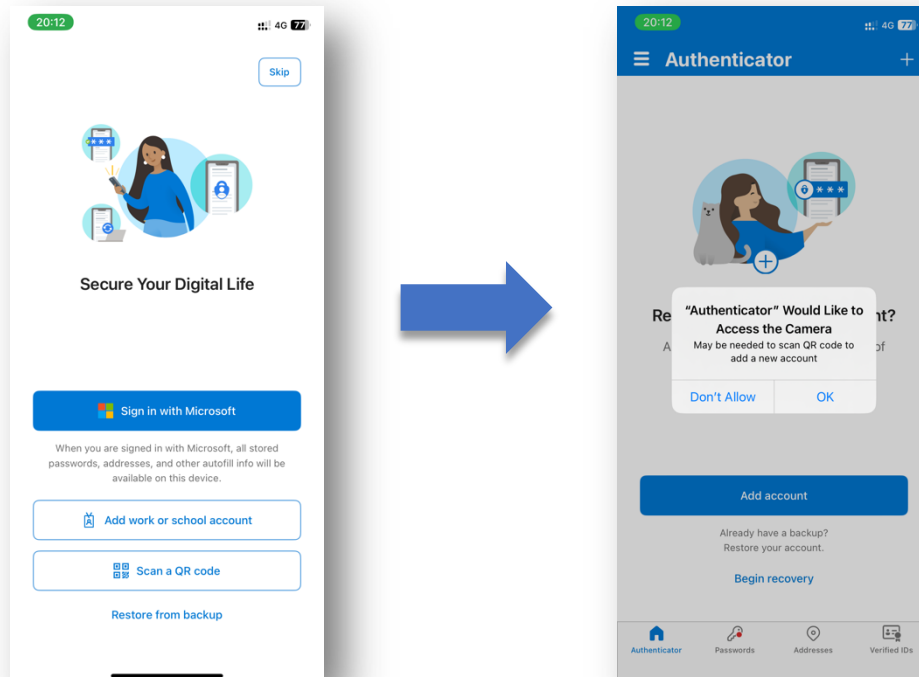 20:12
4G 77
Skip
Secure Your Digital Life
Sign in with Microsoft
When you are signed in with Microsoft, all stored
passwords, addresses, and other autofill info will be
available on this device.
Add work or school account
Scan a QR code
Restore from backup
20:12
4G 77
Authenticator
Re nt?
A of
"Authenticator" Would Like to
Access the Camera
May be needed to scan QR code to
add a new account
Don't Allow OK
Add account
Already have a backup?
Restore your account.
Begin recovery
Authenticator Passwords Addresses Verified IDs